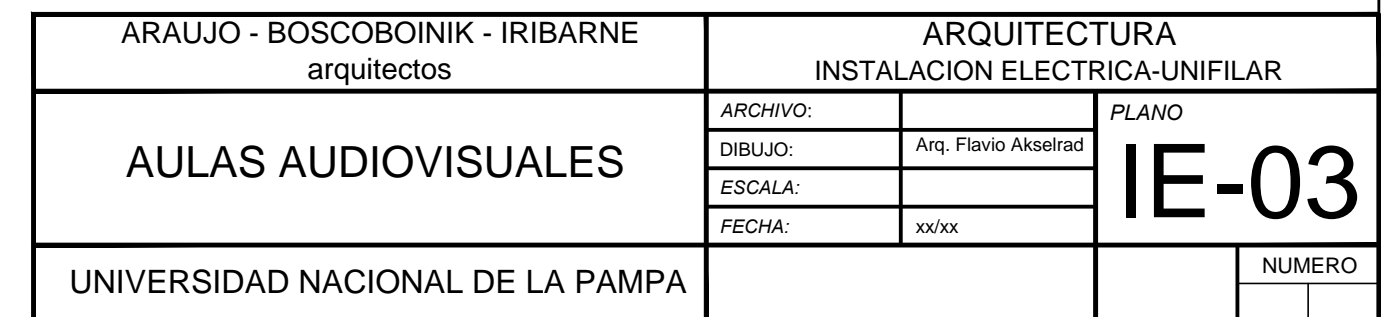 ARAUJO - BOSCOBOINIK - IRIBARNE
arquitectos
ARQUITECTURA
INSTALACION ELECTRICA-UNIFILAR
AULAS AUDIOVISUALES
ARCHIVO:
DIBUJO: Arq. Flavio Akselrad
ESCALA:
FECHA: xx/xx
PLANO
IE-03
UNIVERSIDAD NACIONAL DE LA PAMPA
NUMERO